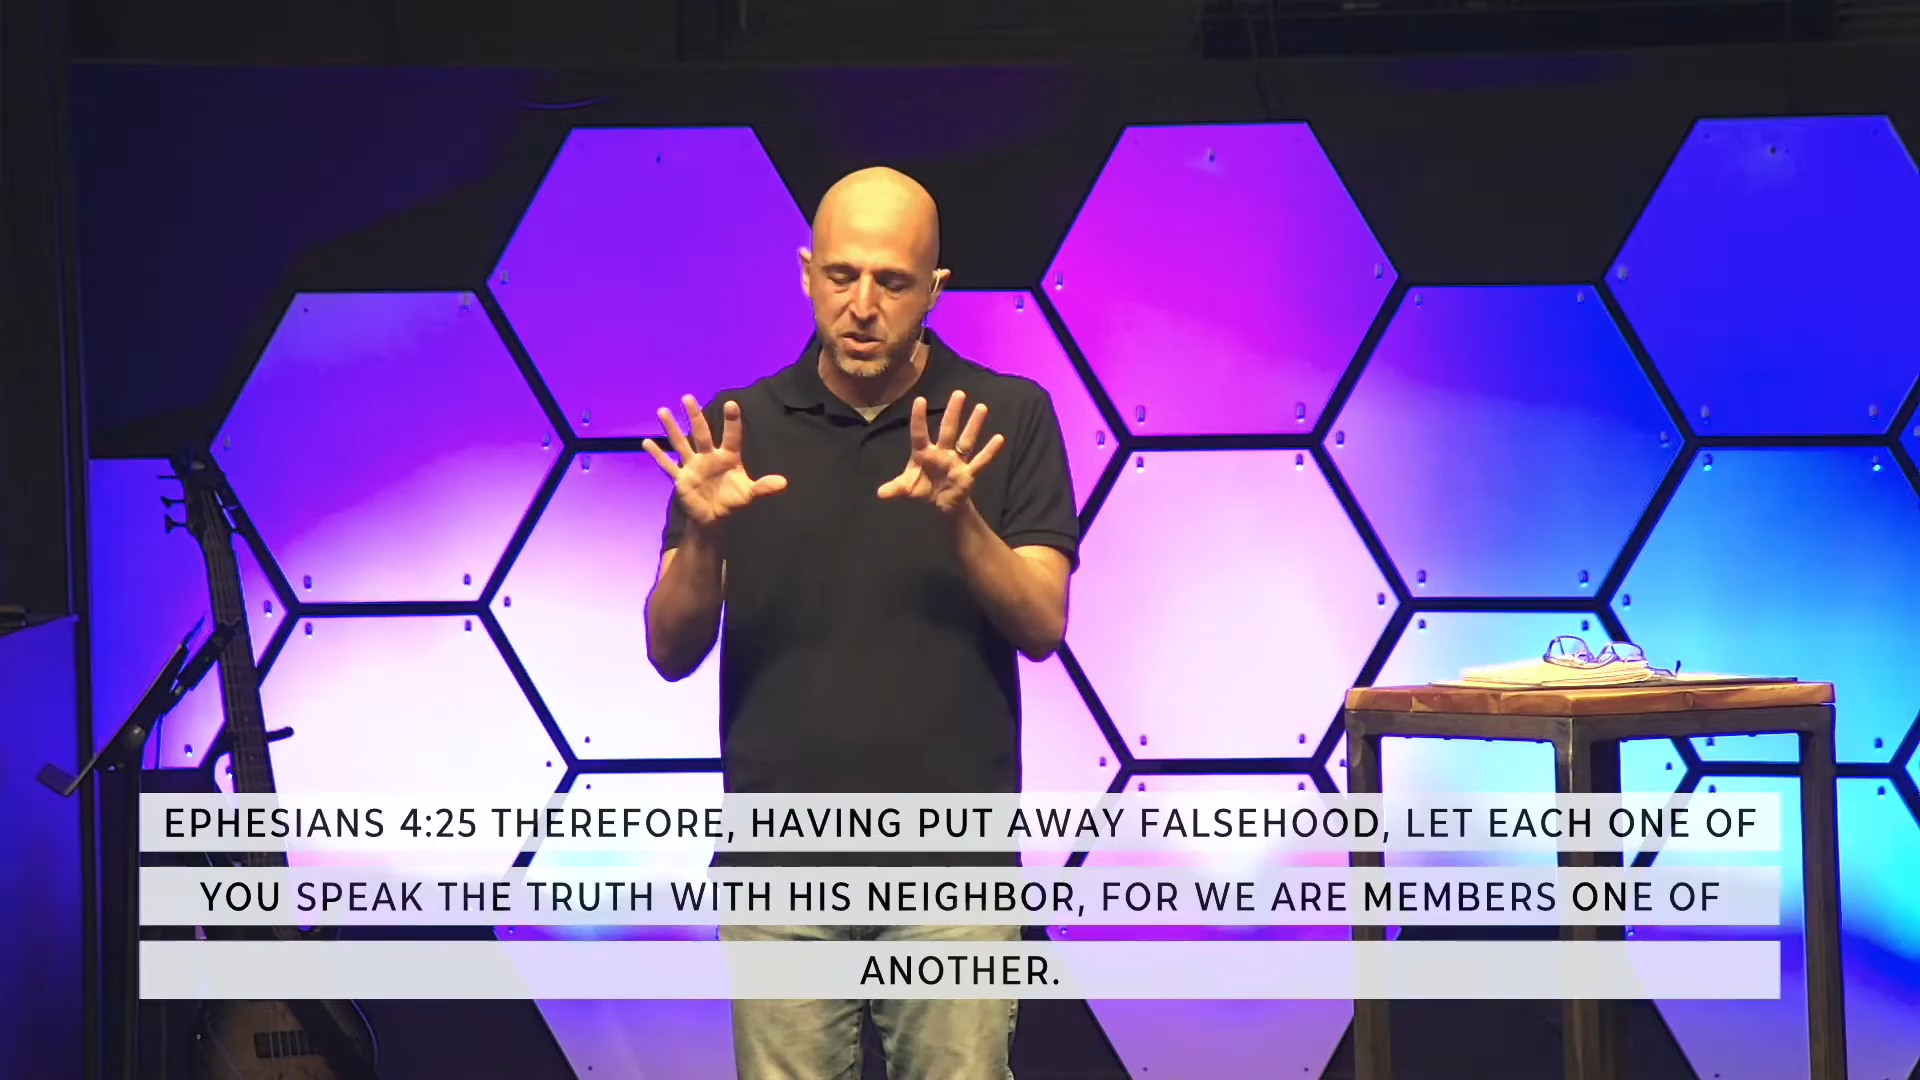 EPHESIANS 4:25 THEREFORE, HAVING PUT AWAY FALSEHOOD, LET EACH ONE OF
YOU SPEAK THE TRUTH WITH HIS NEIGHBOR, FOR WE ARE MEMBERS ONE OF
ANOTHER.